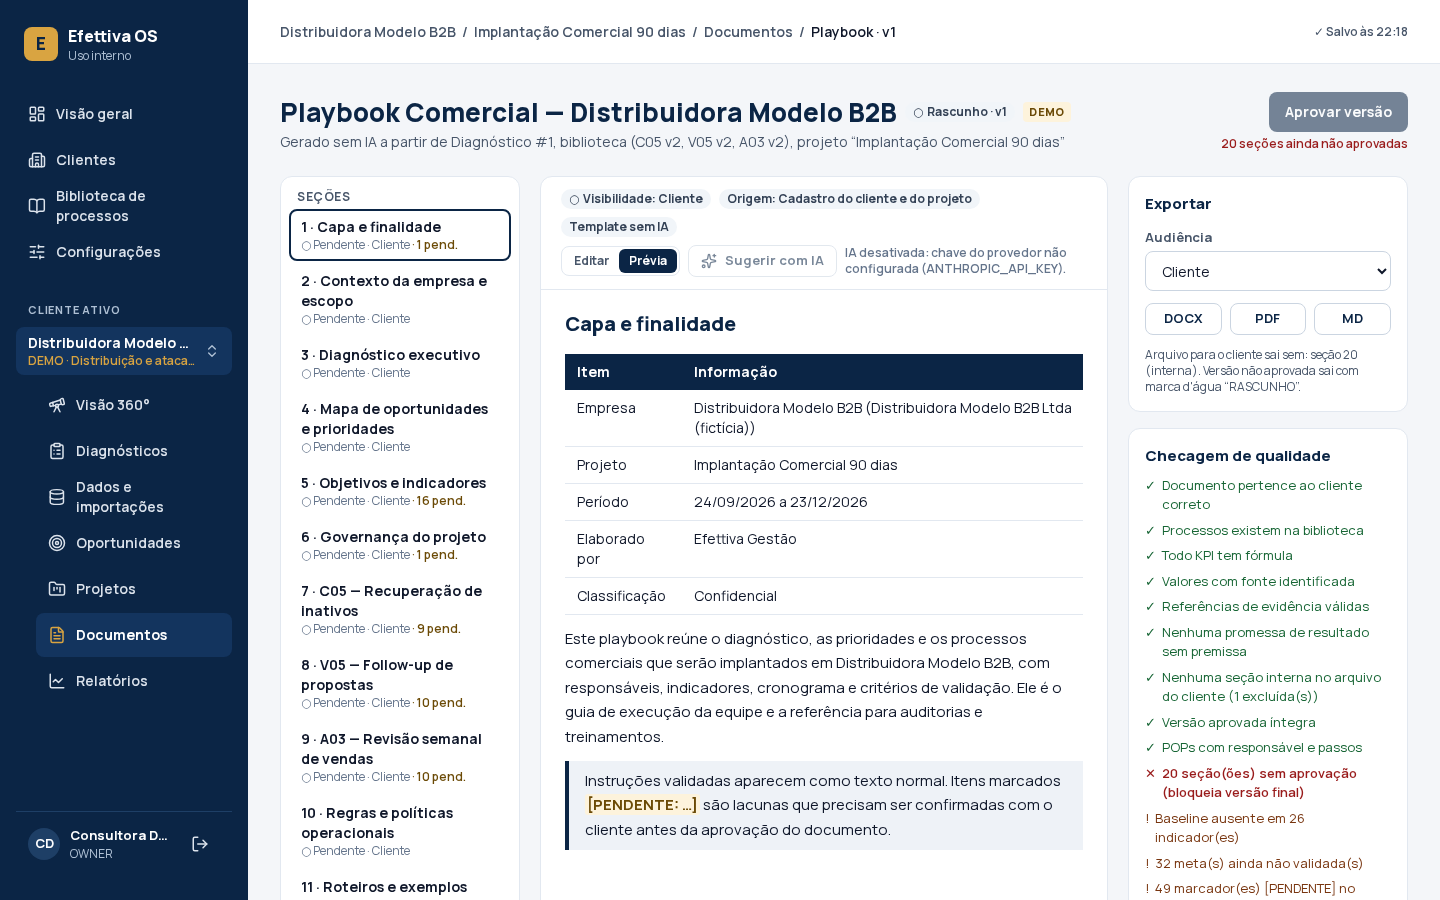 E
Efettiva OS
Uso interno
Visão geral
Clientes
Biblioteca de
processos
Configurações
CLIENTE ATIVO
Distribuidora Modelo ...
DEMO · Distribuição e ataca...
Visão 360°
Diagnósticos
Dados e
importações
Oportunidades
Projetos
Documentos
Relatórios
CD
Consultora D...
OWNER
Distribuidora Modelo B2B / Implantação Comercial 90 dias / Documentos / Playbook · v1
✓ Salvo às 22:18
Playbook Comercial — Distribuidora Modelo B2B
○ Rascunho · v1
DEMO
Gerado sem IA a partir de Diagnóstico #1, biblioteca (C05 v2, V05 v2, A03 v2), projeto “Implantação Comercial 90 dias”
Aprovar versão
20 seções ainda não aprovadas
SEÇÕES
1 · Capa e finalidade
○ Pendente · Cliente · 1 pend.
2 · Contexto da empresa e
escopo
○ Pendente · Cliente
3 · Diagnóstico executivo
○ Pendente · Cliente
4 · Mapa de oportunidades
e prioridades
○ Pendente · Cliente
5 · Objetivos e indicadores
○ Pendente · Cliente · 16 pend.
6 · Governança do projeto
○ Pendente · Cliente · 1 pend.
7 · C05 — Recuperação de
inativos
○ Pendente · Cliente · 9 pend.
8 · V05 — Follow-up de
propostas
○ Pendente · Cliente · 10 pend.
9 · A03 — Revisão semanal
de vendas
○ Pendente · Cliente · 10 pend.
10 · Regras e políticas
operacionais
○ Pendente · Cliente
11 · Roteiros e exemplos
○ Visibilidade: Cliente
Origem: Cadastro do cliente e do projeto
Template sem IA
Editar
Prévia
Sugerir com IA
IA desativada: chave do provedor não
configurada (ANTHROPIC_API_KEY).
Capa e finalidade
Item Informação
Empresa Distribuidora Modelo B2B (Distribuidora Modelo B2B Ltda
(fictícia))
Projeto Implantação Comercial 90 dias
Período 24/09/2026 a 23/12/2026
Elaborado
por
Efettiva Gestão
Classificação Confidencial
Este playbook reúne o diagnóstico, as prioridades e os processos
comerciais que serão implantados em Distribuidora Modelo B2B, com
responsáveis, indicadores, cronograma e critérios de validação. Ele é o
guia de execução da equipe e a referência para auditorias e
treinamentos.
Instruções validadas aparecem como texto normal. Itens marcados
[PENDENTE: …] são lacunas que precisam ser confirmadas com o
cliente antes da aprovação do documento.
Exportar
Audiência
Cliente
DOCX
PDF
MD
Arquivo para o cliente sai sem: seção 20
(interna). Versão não aprovada sai com
marca d'água “RASCUNHO”.
Checagem de qualidade
✓ Documento pertence ao cliente
correto
✓ Processos existem na biblioteca
✓ Todo KPI tem fórmula
✓ Valores com fonte identificada
✓ Referências de evidência válidas
✓ Nenhuma promessa de resultado
sem premissa
✓ Nenhuma seção interna no arquivo
do cliente (1 excluída(s))
✓ Versão aprovada íntegra
✓ POPs com responsável e passos
✕ 20 seção(ões) sem aprovação
(bloqueia versão final)
! Baseline ausente em 26
indicador(es)
! 32 meta(s) ainda não validada(s)
! 49 marcador(es) [PENDENTE] no